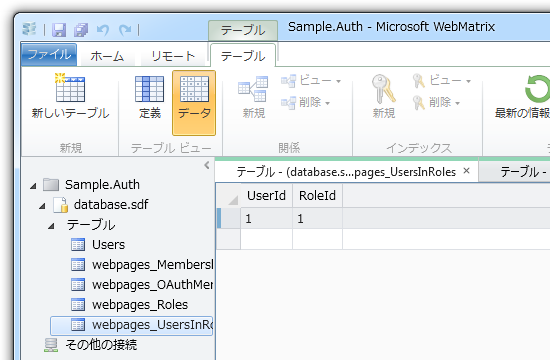 テーブル
Sample.Auth - Microsoft WebMatrix
ファイル ホーム リモート テーブル
新しいテーブル 定義 データ 新規 ビュー 削除 新規 ビュー 削除 最新の情報
新規 テーブル ビュー 関係 インデックス
テーブル - (database.s...pages_UsersInRoles × テーブル -
Sample.Auth
database.sdf
テーブル
Users
webpages_Membersl
webpages_OAuthMer
webpages_Roles
webpages_UsersInRo
その他の接続
UserId RoleId
1 1